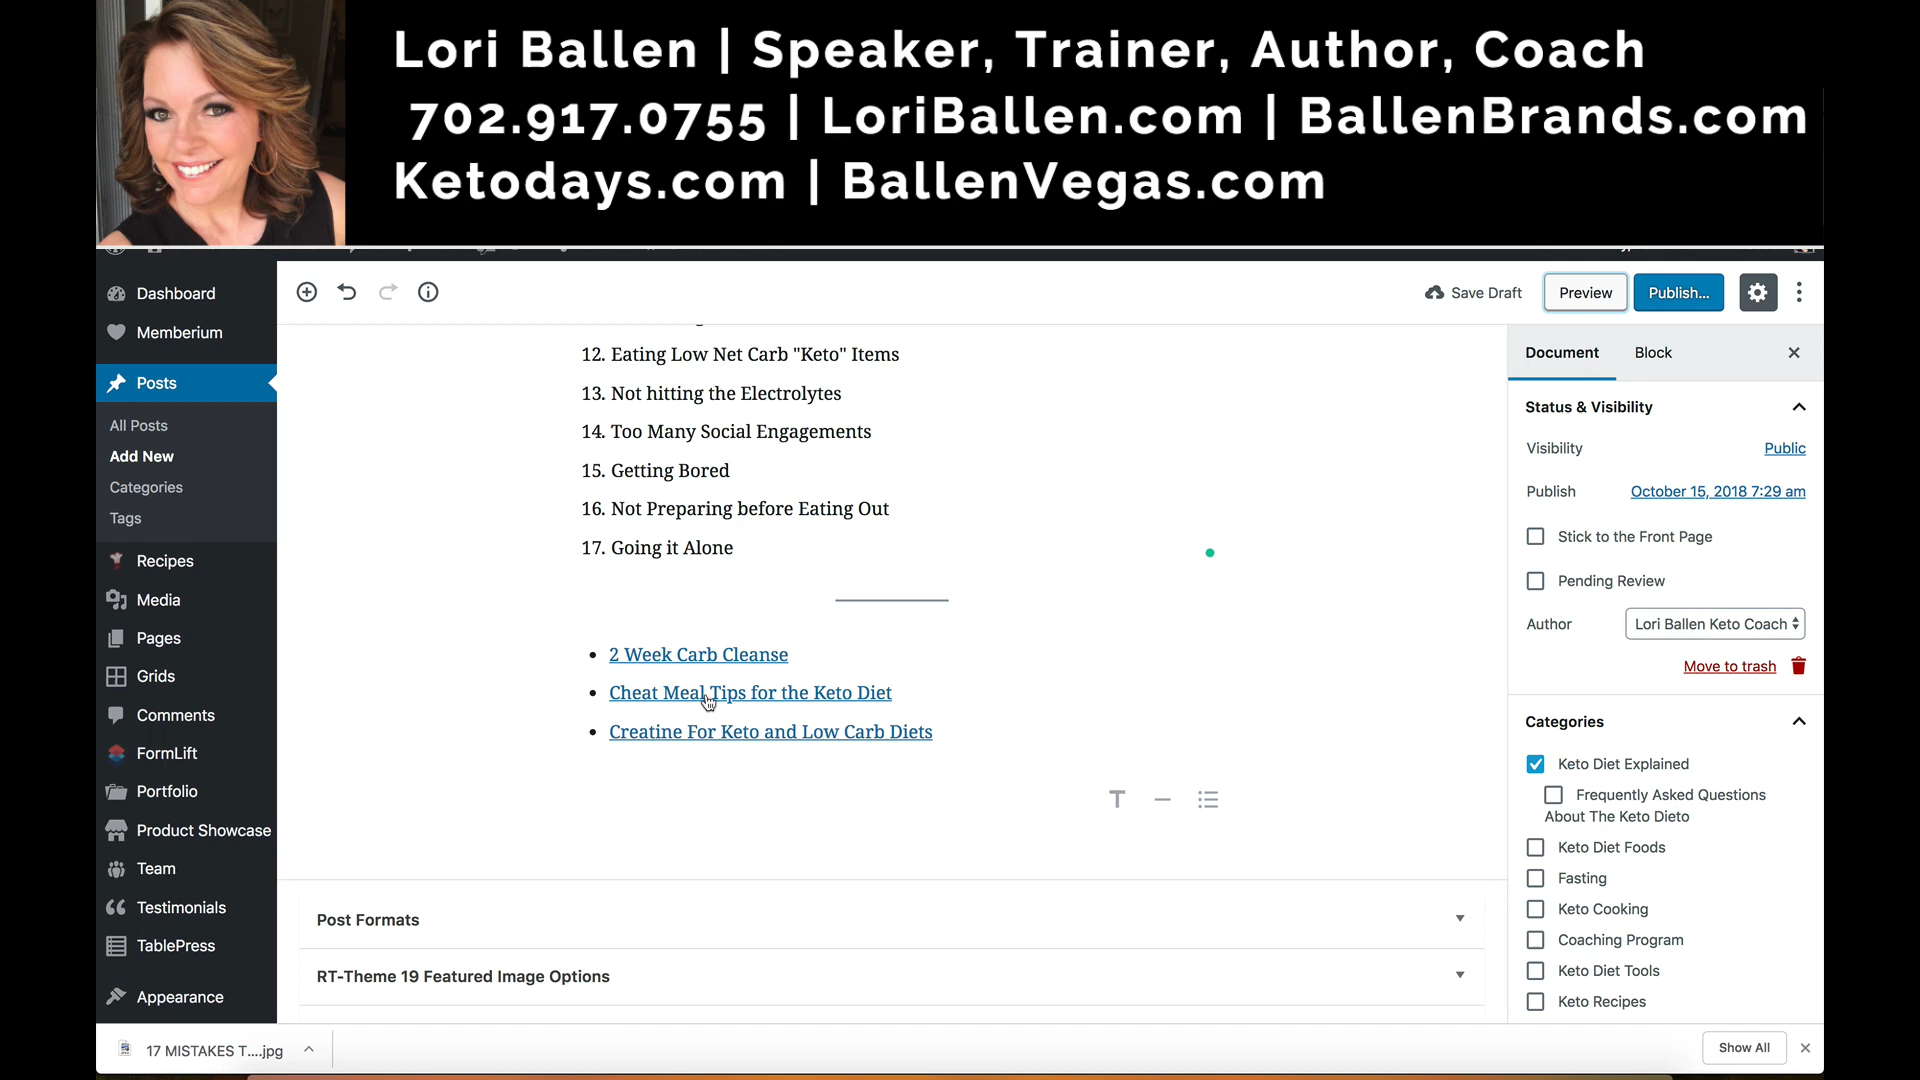 Lori Ballen | Speaker, Trainer, Author, Coach
702.917.0755 | LoriBallen.com | BallenBrands.com
Ketodays.com | BallenVegas.com
Save Draft
Preview
Publish...
Dashboard
Memberium
Posts
All Posts
Add New
Categories
Tags
Recipes
Media
Pages
Grids
Comments
FormLift
Portfolio
Product Showcase
Team
Testimonials
TablePress
Appearance
12. Eating Low Net Carb "Keto" Items
13. Not hitting the Electrolytes
14. Too Many Social Engagements
15. Getting Bored
16. Not Preparing before Eating Out
17. Going it Alone
2 Week Carb Cleanse
Cheat Meal Tips for the Keto Diet
Creatine For Keto and Low Carb Diets
Post Formats
RT-Theme 19 Featured Image Options
Document Block
Status & Visibility
Visibility Public
Publish October 15, 2018 7:29 am
Stick to the Front Page
Pending Review
Author Lori Ballen Keto Coach
Move to trash
Categories
Keto Diet Explained
Frequently Asked Questions
About The Keto Dieto
Keto Diet Foods
Fasting
Keto Cooking
Coaching Program
Keto Diet Tools
Keto Recipes
17 MISTAKES T....jpg
Show All